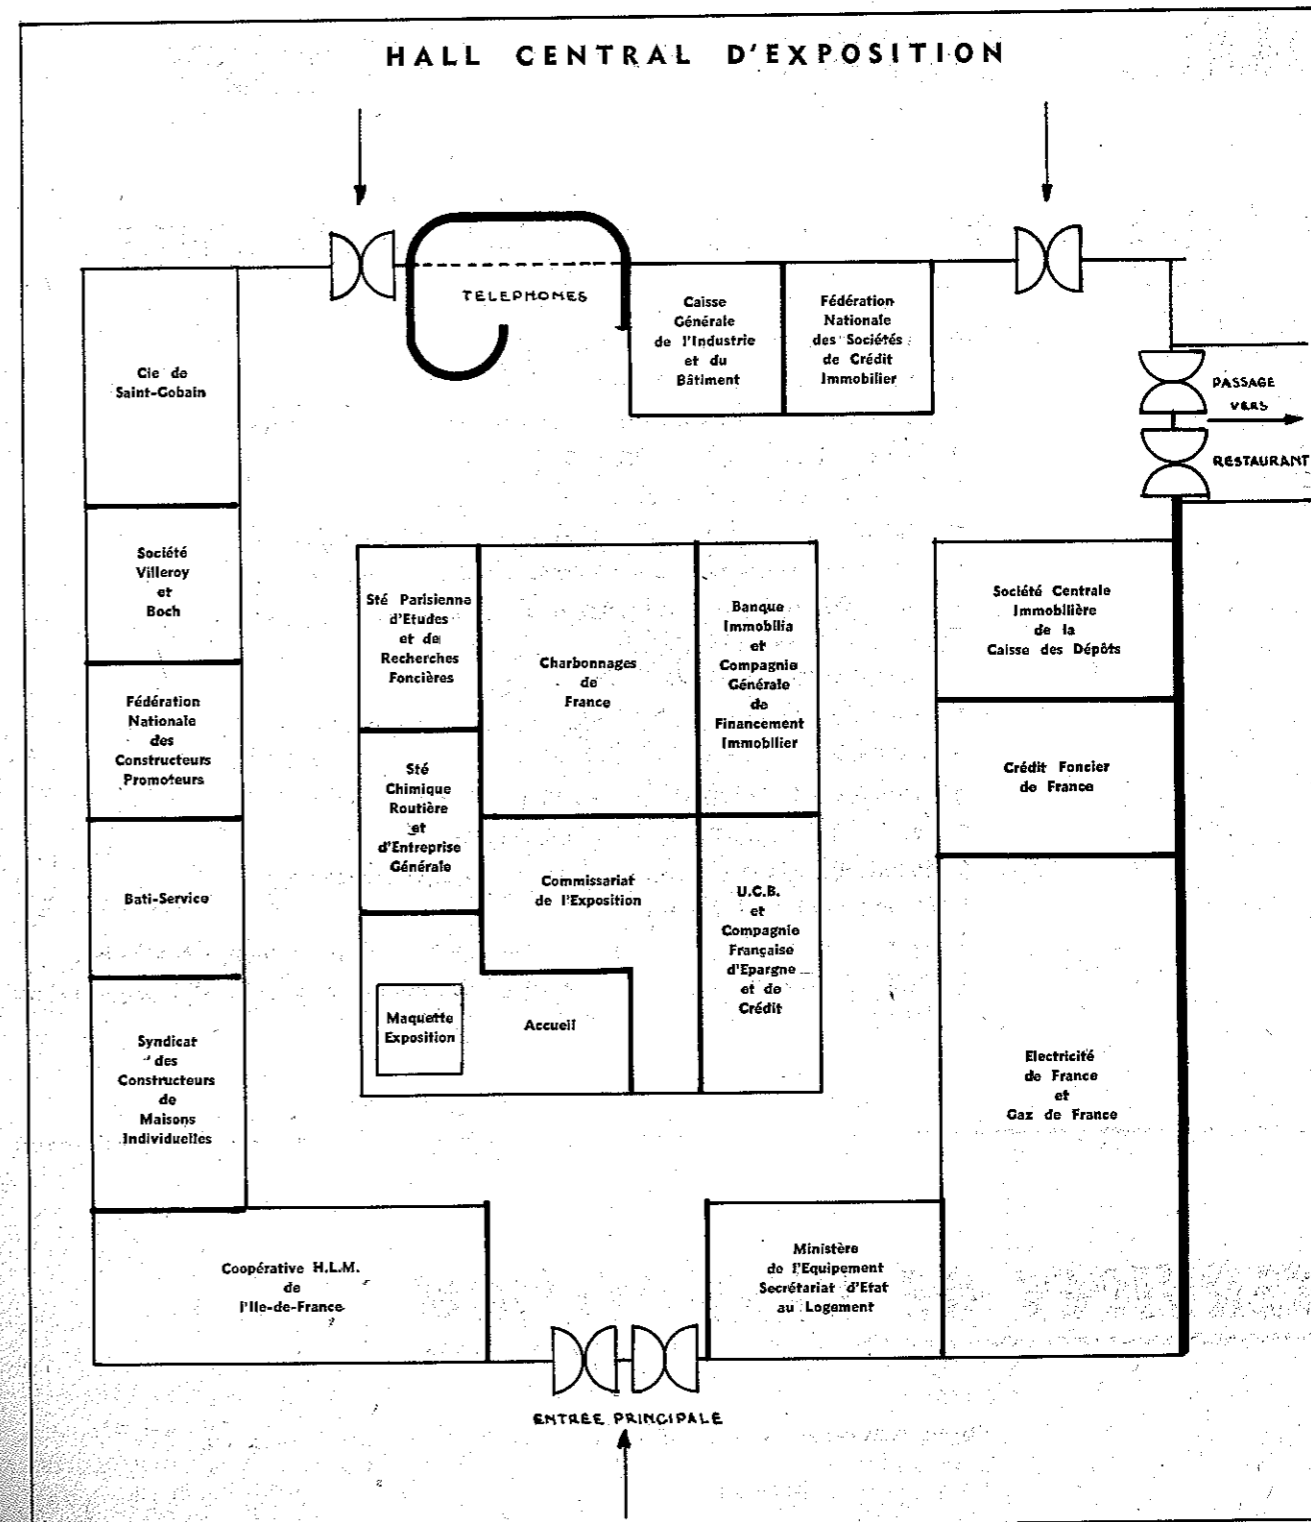 HALL CENTRAL D'EXPOSITION
TELEPHONES
Caisse
Générale
de l'Industrie
et du
Bâtiment
Fédération
Nationale
des Sociétés
de Crédit
Immobilier
PASSAGE
VERS
RESTAURANT
Cie de
Saint-Gobain
Société
Villeroy
et
Boch
Fédération
Nationale
des
Constructeurs
Promoteurs
Bati-Service
Syndicat
des
Constructeurs
de
Maisons
Individuelles
Coopérative H.L.M.
de
l'Ile-de-France
Sté Parisienne
d'Etudes
et de
Recherches
Foncières
Sté
Chimique
Routière
et
d'Entreprise
Générale
Maquette
Exposition
Accueil
Charbonnages
de
France
Commissariat
de l'Exposition
Banque
Immobilia
et
Compagnie
Générale
de
Financement
Immobilier
U.C.B.
et
Compagnie
Française
d'Epargne
et de
Crédit
Société Centrale
Immobilière
de la
Caisse des Dépôts
Crédit Foncier
de France
Electricité
de France
et
Gaz de France
Ministère
de l'Equipement
Secrétariat d'Etat
au Logement
ENTREE PRINCIPALE